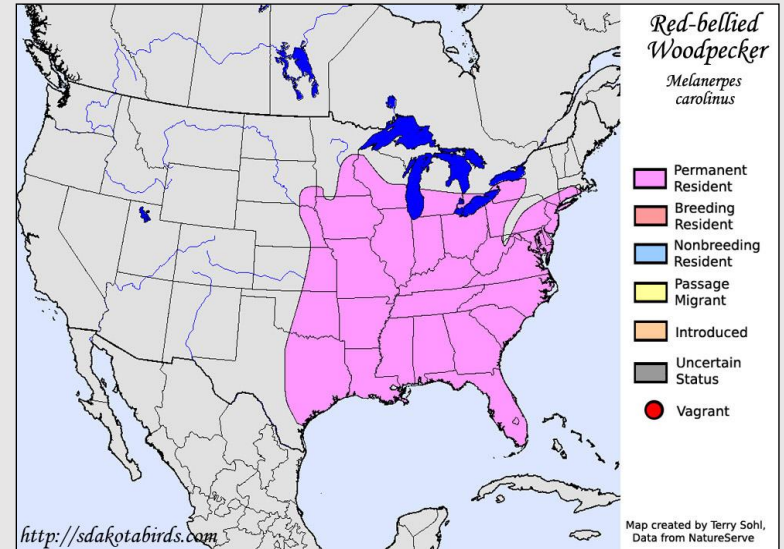 Red-bellied
Woodpecker
Melanerpes
carolinus
Permanent
Resident
Breeding
Resident
Nonbreeding
Resident
Passage
Migrant
Introduced
Uncertain
Status
Vagrant
http://sdakotabirds.com
Map created by Terry Sohl,
Data from NatureServe